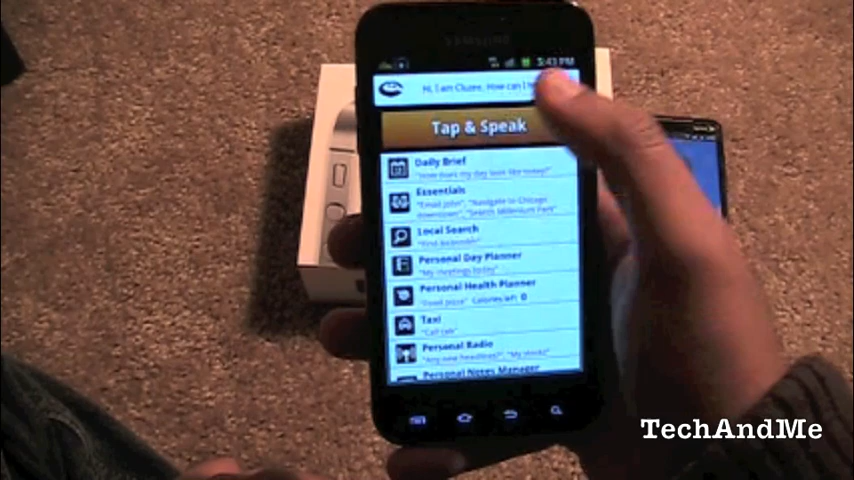 SAMSUNG
5:43 PM
Hi, I am Cluzee. How can I
Tap & Speak
Daily Brief
"How does my day look like today?"
Essentials
"Email John", "Navigate to Chicago
downtown", "Search Millenium Park"
Local Search
Personal Day Planner
"My meetings today"
Personal Health Planner
"Food pizza" Calories left: 0
Taxi
"Call cab"
Personal Radio
"Any new headlines?", "My stocks"
Personal Notes Manager
TechAndMe